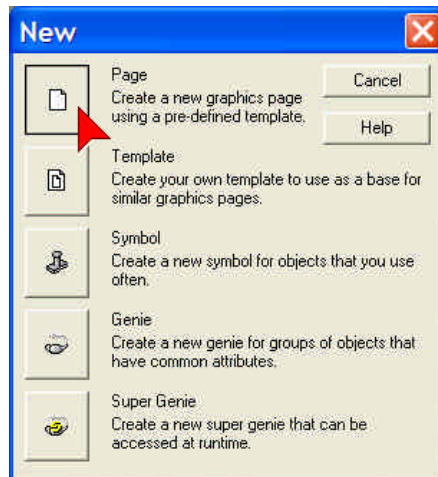 New
Page
Create a new graphics page
using a pre-defined template.
Cancel
Help
Template
Create your own template to use as a base for
similar graphics pages.
Symbol
Create a new symbol for objects that you use
often.
Genie
Create a new genie for groups of objects that
have common attributes.
Super Genie
Create a new super genie that can be
accessed at runtime.